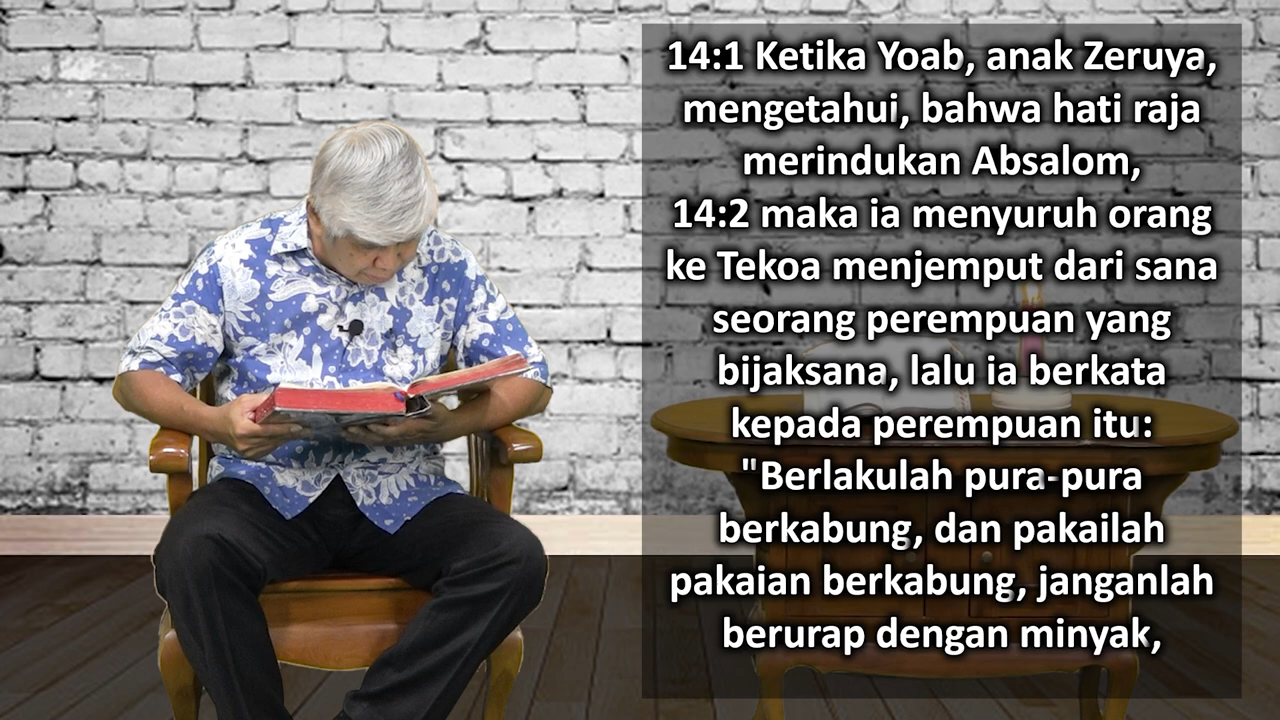 14:1 Ketika Yoab, anak Zeruya,
mengetahui, bahwa hati raja
merindukan Absalom,
14:2 maka ia menyuruh orang
ke Tekoa menjemput dari sana
seorang perempuan yang
bijaksana, lalu ia berkata
kepada perempuan itu:
"Berlakulah pura-pura
berkabung, dan pakailah
pakaian berkabung, janganlah
berurap dengan minyak,